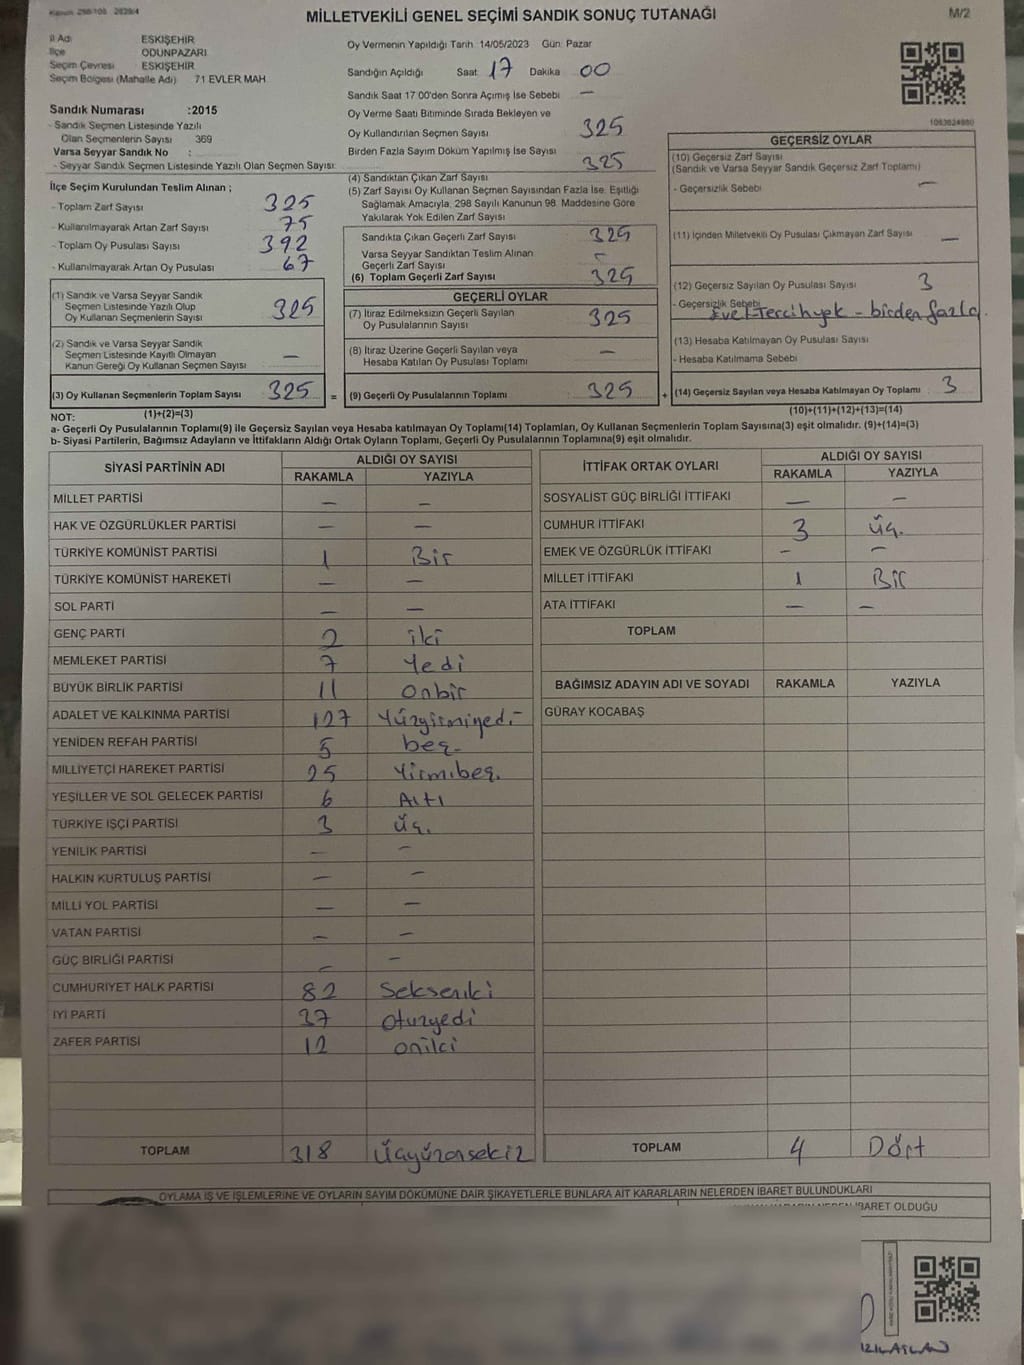 Kanun 298/105 2839/4
MİLLETVEKİLİ GENEL SEÇİMİ SANDIK SONUÇ TUTANAĞI
M/2
İl Adı ESKİŞEHİR
İlçe ODUNPAZARI
Seçim Çevresi ESKİŞEHİR
Seçim Bölgesi (Mahalle Adı) 71 EVLER MAH.
Sandık Numarası :2015
- Sandık Seçmen Listesinde Yazılı
Olan Seçmenlerin Sayısı 369
Varsa Seyyar Sandık No :
- Seyyar Sandık Seçmen Listesinde Yazılı Olan Seçmen Sayısı:
İlçe Seçim Kurulundan Teslim Alınan ;
- Toplam Zarf Sayısı 325
- Kullanılmayarak Artan Zarf Sayısı 75
- Toplam Oy Pusulası Sayısı 392
- Kullanılmayarak Artan Oy Pusulası 67
(1) Sandık ve Varsa Seyyar Sandık
Seçmen Listesinde Yazılı Olup
Oy Kullanan Seçmenlerin Sayısı 325
(2) Sandık ve Varsa Seyyar Sandık
Seçmen Listesinde Kayıtlı Olmayan
Kanun Gereği Oy Kullanan Seçmen Sayısı —
(3) Oy Kullanan Seçmenlerin Toplam Sayısı 325 =
Oy Vermenin Yapıldığı Tarih 14/05/2023 Gün: Pazar
Sandığın Açıldığı Saat 17 Dakika 00
Sandık Saat 17:00'den Sonra Açımış İse Sebebi —
Oy Verme Saati Bitiminde Sırada Bekleyen ve
Oy Kullandırılan Seçmen Sayısı 325
Birden Fazla Sayım Döküm Yapılmış İse Sayısı 325
(4) Sandıktan Çıkan Zarf Sayısı
(5) Zarf Sayısı Oy Kullanan Seçmen Sayısından Fazla İse. Eşitliği
Sağlamak Amacıyla, 298 Sayılı Kanunun 98. Maddesine Göre
Yakılarak Yok Edilen Zarf Sayısı
Sandıkta Çıkan Geçerli Zarf Sayısı 325
Varsa Seyyar Sandıktan Teslim Alınan
Geçerli Zarf Sayısı –
(6) Toplam Geçerli Zarf Sayısı 325
GEÇERLİ OYLAR
(7) İtiraz Edilmeksizin Geçerli Sayılan
Oy Pusulalarının Sayısı 325
(8) İtiraz Üzerine Geçerli Sayılan veya
Hesaba Katılan Oy Pusulası Toplamı —
(9) Geçerli Oy Pusulalarının Toplamı 325 +
1063624880
GEÇERSİZ OYLAR
(10) Geçersiz Zarf Sayısı
(Sandık ve Varsa Seyyar Sandık Geçersiz Zarf Toplamı)
- Geçersizlik Sebebi —
(11) İçinden Milletvekili Oy Pusulası Çıkmayan Zarf Sayısı —
(12) Geçersiz Sayılan Oy Pusulası Sayısı 3
- Geçersizlik Sebebi
Evet Tercih yok - birden fazla.
(13) Hesaba Katılmayan Oy Pusulası Sayısı
- Hesaba Katılmama Sebebi
(14) Geçersiz Sayılan veya Hesaba Katılmayan Oy Toplamı 3
NOT: (1)+(2)=(3) (10)+(11)+(12)+(13)=(14)
a- Geçerli Oy Pusulalarının Toplamı(9) ile Geçersiz Sayılan veya Hesaba katılmayan Oy Toplamı(14) Toplamları, Oy Kullanan Seçmenlerin Toplam Sayısına(3) eşit olmalıdır. (9)+(14)=(3)
b- Siyasi Partilerin, Bağımsız Adayların ve İttifakların Aldığı Ortak Oyların Toplamı, Geçerli Oy Pusulalarının Toplamına(9) eşit olmalıdır.
SİYASİ PARTİNİN ADI ALDIĞI OY SAYISI
RAKAMLA YAZIYLA
MİLLET PARTİSİ — —
HAK VE ÖZGÜRLÜKLER PARTİSİ — —
TÜRKİYE KOMÜNİST PARTİSİ 1 Bir
TÜRKİYE KOMÜNİST HAREKETİ — —
SOL PARTİ — —
GENÇ PARTİ 2 iki
MEMLEKET PARTİSİ 7 Yedi
BÜYÜK BİRLİK PARTİSİ 11 onbir
ADALET VE KALKINMA PARTİSİ 127 Yüzyirmiyedi
YENİDEN REFAH PARTİSİ 5 beş
MİLLİYETÇİ HAREKET PARTİSİ 25 Yirmibeş.
YEŞİLLER VE SOL GELECEK PARTİSİ 6 Altı
TÜRKİYE İŞÇİ PARTİSİ 3 üç.
YENİLİK PARTİSİ — —
HALKIN KURTULUŞ PARTİSİ — —
MİLLİ YOL PARTİSİ — —
VATAN PARTİSİ — —
GÜÇ BİRLİĞİ PARTİSİ — —
CUMHURİYET HALK PARTİSİ 82 Sekseniki
İYİ PARTİ 37 Otuzyedi
ZAFER PARTİSİ 12 oniki
TOPLAM 318 Üçyüzonsekiz
İTTİFAK ORTAK OYLARI ALDIĞI OY SAYISI
RAKAMLA YAZIYLA
SOSYALİST GÜÇ BİRLİĞİ İTTİFAKI — —
CUMHUR İTTİFAKI 3 üç.
EMEK VE ÖZGÜRLÜK İTTİFAKI — —
MİLLET İTTİFAKI 1 Bir
ATA İTTİFAKI — —
TOPLAM
BAĞIMSIZ ADAYIN ADI VE SOYADI RAKAMLA YAZIYLA
GÜRAY KOCABAŞ
TOPLAM 4 Dört
OYLAMA İŞ VE İŞLEMLERİNE VE OYLARIN SAYIM DÖKÜMÜNE DAİR ŞİKAYETLERLE BUNLARA AİT KARARLARIN NELERDEN İBARET BULUNDUKLARI
İBARET OLDUĞU